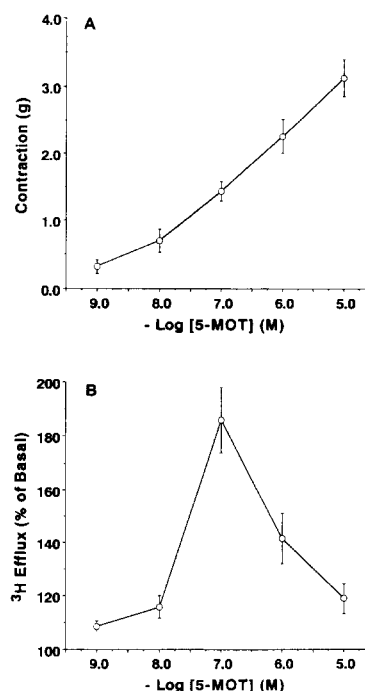 A
4.0
3.0
2.0
1.0
0.0
Contraction (g)
9.0 8.0 7.0 6.0 5.0
- Log [5-MOT] (M)
B
200
180
160
140
120
100
³H Efflux (% of Basal)
9.0 8.0 7.0 6.0 5.0
- Log [5-MOT] (M)